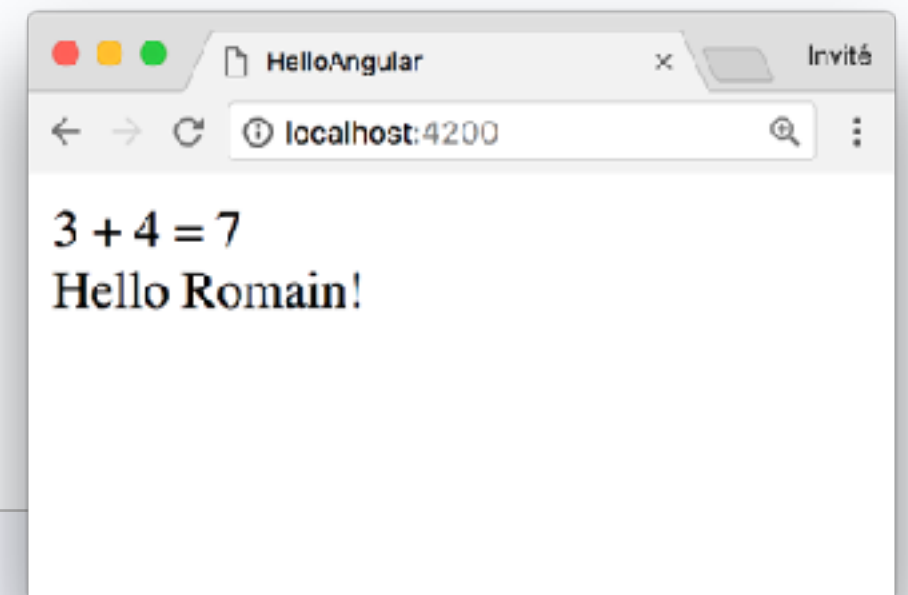 HelloAngular
Invité
localhost:4200
3 + 4 = 7
Hello Romain!